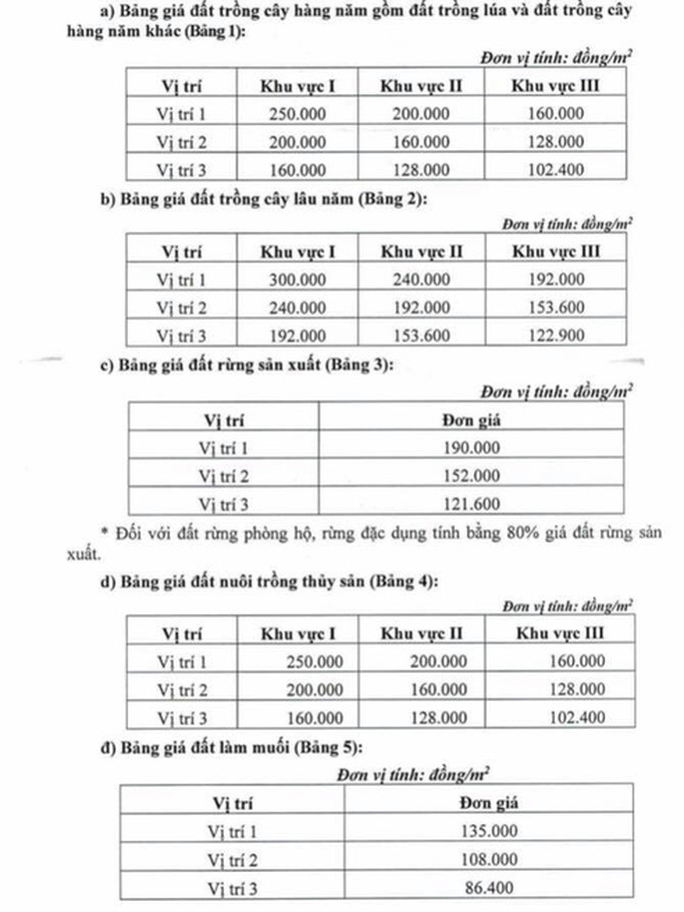 a) Bảng giá đất trồng cây hàng năm gồm đất trồng lúa và đất trồng cây
hàng năm khác (Bảng 1):
Đơn vị tính: đồng/m²
Vị trí Khu vực I Khu vực II Khu vực III
Vị trí 1 250.000 200.000 160.000
Vị trí 2 200.000 160.000 128.000
Vị trí 3 160.000 128.000 102.400
b) Bảng giá đất trồng cây lâu năm (Bảng 2):
Đơn vị tính: đồng/m²
Vị trí Khu vực I Khu vực II Khu vực III
Vị trí 1 300.000 240.000 192.000
Vị trí 2 240.000 192.000 153.600
Vị trí 3 192.000 153.600 122.900
c) Bảng giá đất rừng sản xuất (Bảng 3):
Đơn vị tính: đồng/m²
Vị trí Đơn giá
Vị trí 1 190.000
Vị trí 2 152.000
Vị trí 3 121.600
* Đối với đất rừng phòng hộ, rừng đặc dụng tính bằng 80% giá đất rừng sản
xuất.
d) Bảng giá đất nuôi trồng thủy sản (Bảng 4):
Đơn vị tính: đồng/m²
Vị trí Khu vực I Khu vực II Khu vực III
Vị trí 1 250.000 200.000 160.000
Vị trí 2 200.000 160.000 128.000
Vị trí 3 160.000 128.000 102.400
đ) Bảng giá đất làm muối (Bảng 5):
Đơn vị tính: đồng/m²
Vị trí Đơn giá
Vị trí 1 135.000
Vị trí 2 108.000
Vị trí 3 86.400